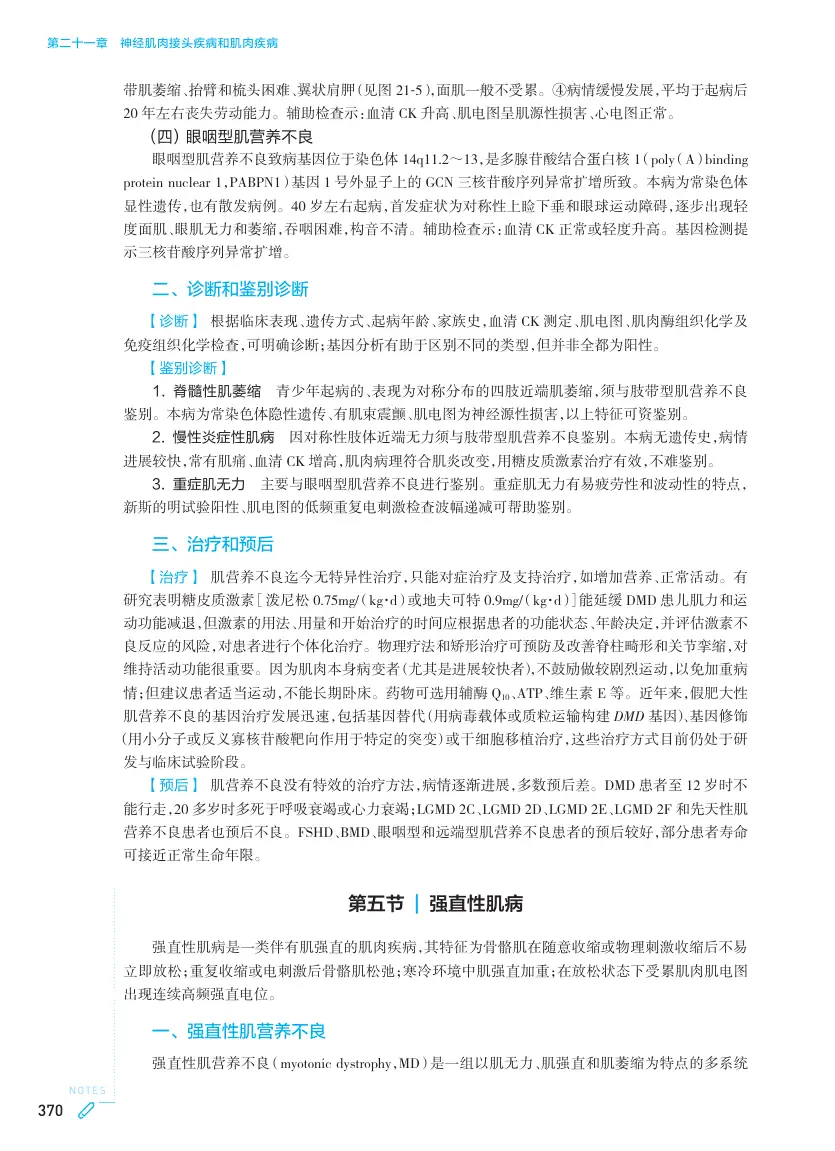 第二十一章 神经肌肉接头疾病和肌肉疾病
带肌萎缩、抬臂和梳头困难、翼状肩胛（见图 21-5），面肌一般不受累。④病情缓慢发展，平均于起病后
20 年左右丧失劳动能力。辅助检查示：血清 CK 升高、肌电图呈肌源性损害、心电图正常。
（四）眼咽型肌营养不良
眼咽型肌营养不良致病基因位于染色体 14q11.2～13，是多腺苷酸结合蛋白核 1（poly（A）binding
protein nuclear 1，PABPN1）基因 1 号外显子上的 GCN 三核苷酸序列异常扩增所致。本病为常染色体
显性遗传，也有散发病例。40 岁左右起病，首发症状为对称性上睑下垂和眼球运动障碍，逐步出现轻
度面肌、眼肌无力和萎缩，吞咽困难，构音不清。辅助检查示：血清 CK 正常或轻度升高。基因检测提
示三核苷酸序列异常扩增。
二、诊断和鉴别诊断
【诊断】 根据临床表现、遗传方式、起病年龄、家族史，血清 CK 测定、肌电图、肌肉酶组织化学及
免疫组织化学检查，可明确诊断；基因分析有助于区别不同的类型，但并非全都为阳性。
【鉴别诊断】
1. 脊髓性肌萎缩 青少年起病的、表现为对称分布的四肢近端肌萎缩，须与肢带型肌营养不良
鉴别。本病为常染色体隐性遗传、有肌束震颤、肌电图为神经源性损害，以上特征可资鉴别。
2. 慢性炎症性肌病 因对称性肢体近端无力须与肢带型肌营养不良鉴别。本病无遗传史，病情
进展较快，常有肌痛、血清 CK 增高，肌肉病理符合肌炎改变，用糖皮质激素治疗有效，不难鉴别。
3. 重症肌无力 主要与眼咽型肌营养不良进行鉴别。重症肌无力有易疲劳性和波动性的特点，
新斯的明试验阳性、肌电图的低频重复电刺激检查波幅递减可帮助鉴别。
三、治疗和预后
【治疗】 肌营养不良迄今无特异性治疗，只能对症治疗及支持治疗，如增加营养、正常活动。有
研究表明糖皮质激素［泼尼松 0.75mg/（kg·d）或地夫可特 0.9mg/（kg·d）］能延缓 DMD 患儿肌力和运
动功能减退，但激素的用法、用量和开始治疗的时间应根据患者的功能状态、年龄决定，并评估激素不
良反应的风险，对患者进行个体化治疗。物理疗法和矫形治疗可预防及改善脊柱畸形和关节挛缩，对
维持活动功能很重要。因为肌肉本身病变者（尤其是进展较快者），不鼓励做较剧烈运动，以免加重病
情；但建议患者适当运动，不能长期卧床。药物可选用辅酶 Q₁₀、ATP、维生素 E 等。近年来，假肥大性
肌营养不良的基因治疗发展迅速，包括基因替代（用病毒载体或质粒运输构建 DMD 基因）、基因修饰
（用小分子或反义寡核苷酸靶向作用于特定的突变）或干细胞移植治疗，这些治疗方式目前仍处于研
发与临床试验阶段。
【预后】 肌营养不良没有特效的治疗方法，病情逐渐进展，多数预后差。DMD 患者至 12 岁时不
能行走，20 多岁时多死于呼吸衰竭或心力衰竭；LGMD 2C、LGMD 2D、LGMD 2E、LGMD 2F 和先天性肌
营养不良患者也预后不良。FSHD、BMD、眼咽型和远端型肌营养不良患者的预后较好，部分患者寿命
可接近正常生命年限。
第五节 | 强直性肌病
强直性肌病是一类伴有肌强直的肌肉疾病，其特征为骨骼肌在随意收缩或物理刺激收缩后不易
立即放松；重复收缩或电刺激后骨骼肌松弛；寒冷环境中肌强直加重；在放松状态下受累肌肉肌电图
出现连续高频强直电位。
一、强直性肌营养不良
强直性肌营养不良（myotonic dystrophy，MD）是一组以肌无力、肌强直和肌萎缩为特点的多系统
NOTES
370